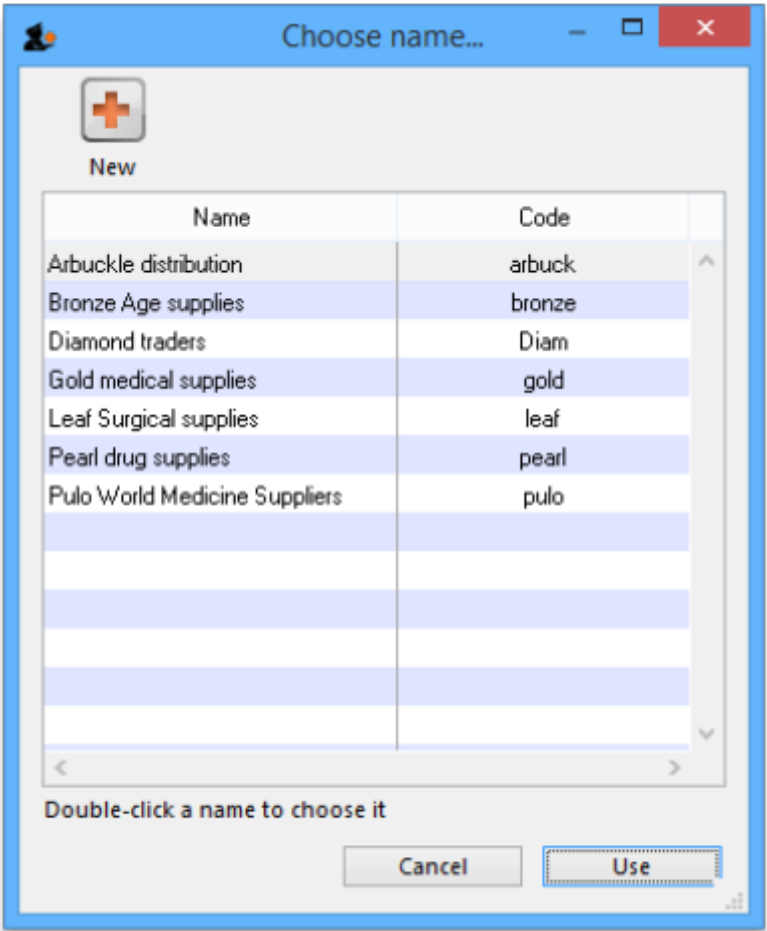 Choose name...
New
Name Code
Arbuckle distribution arbuck
Bronze Age supplies bronze
Diamond traders Diam
Gold medical supplies gold
Leaf Surgical supplies leaf
Pearl drug supplies pearl
Pulo World Medicine Suppliers pulo
Double-click a name to choose it
Cancel Use